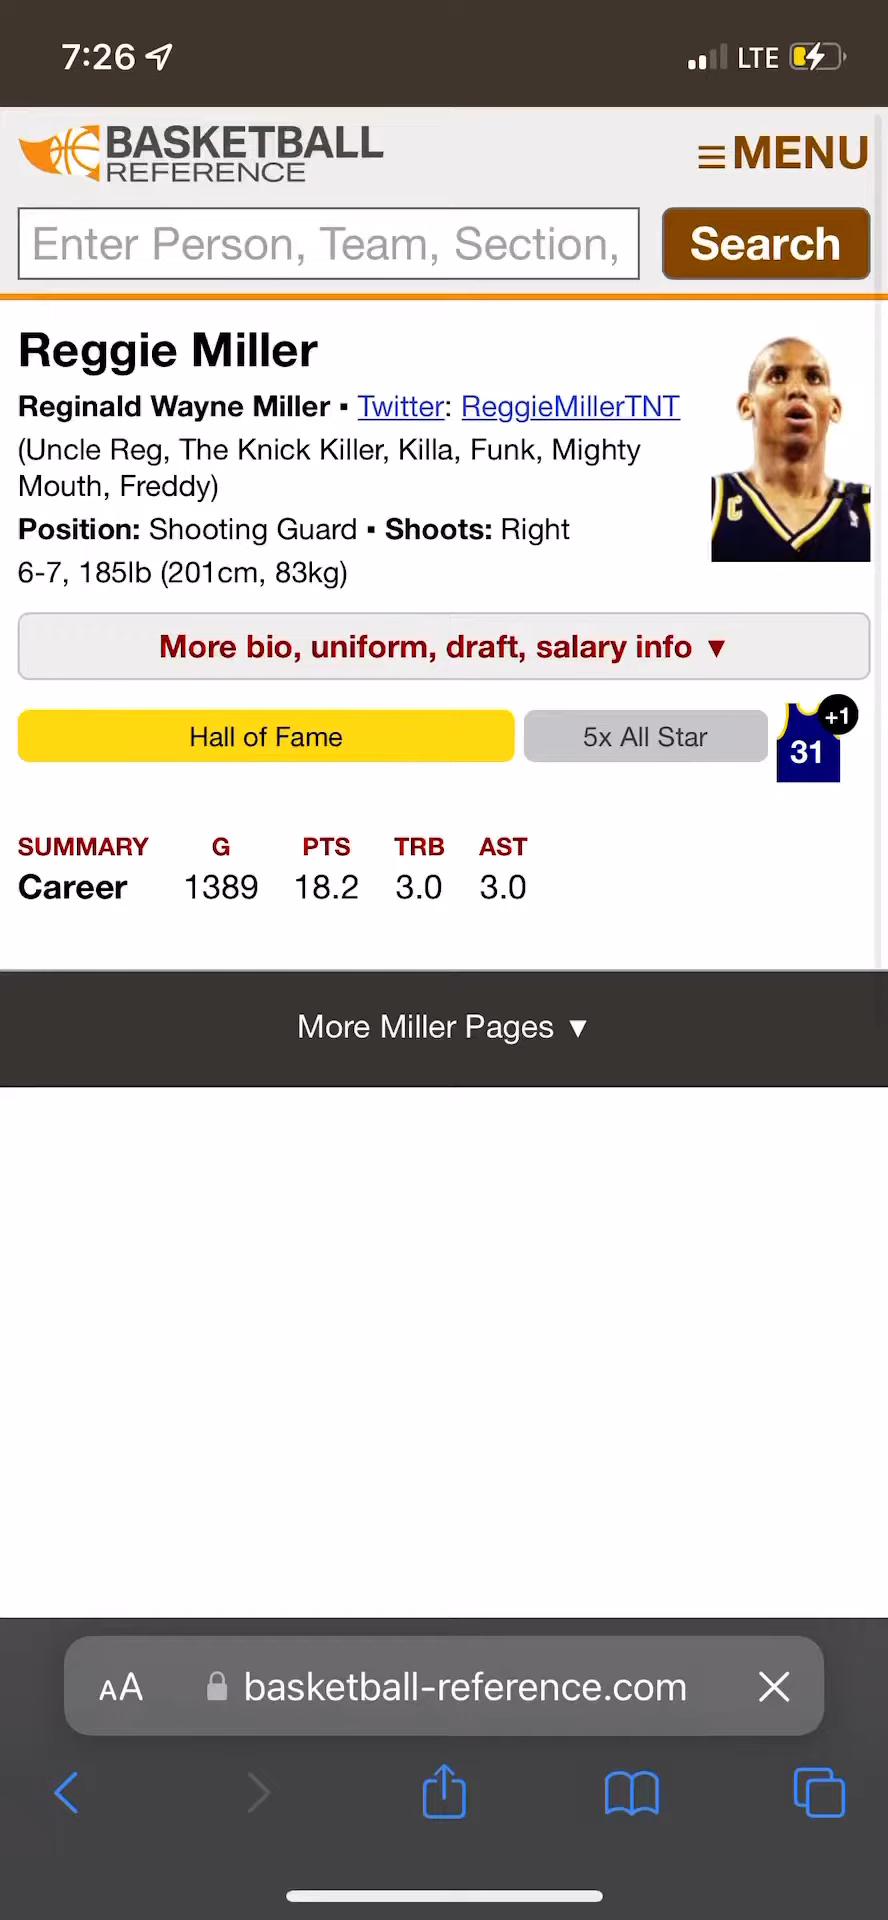 7:26
LTE
BASKETBALL
REFERENCE
≡MENU
Enter Person, Team, Section,
Search
Reggie Miller
Reginald Wayne Miller ▪ Twitter: ReggieMillerTNT
(Uncle Reg, The Knick Killer, Killa, Funk, Mighty
Mouth, Freddy)
Position: Shooting Guard ▪ Shoots: Right
6-7, 185lb (201cm, 83kg)
More bio, uniform, draft, salary info ▼
Hall of Fame
5x All Star
+1
31
SUMMARY G PTS TRB AST
Career 1389 18.2 3.0 3.0
More Miller Pages ▼
AA
basketball-reference.com